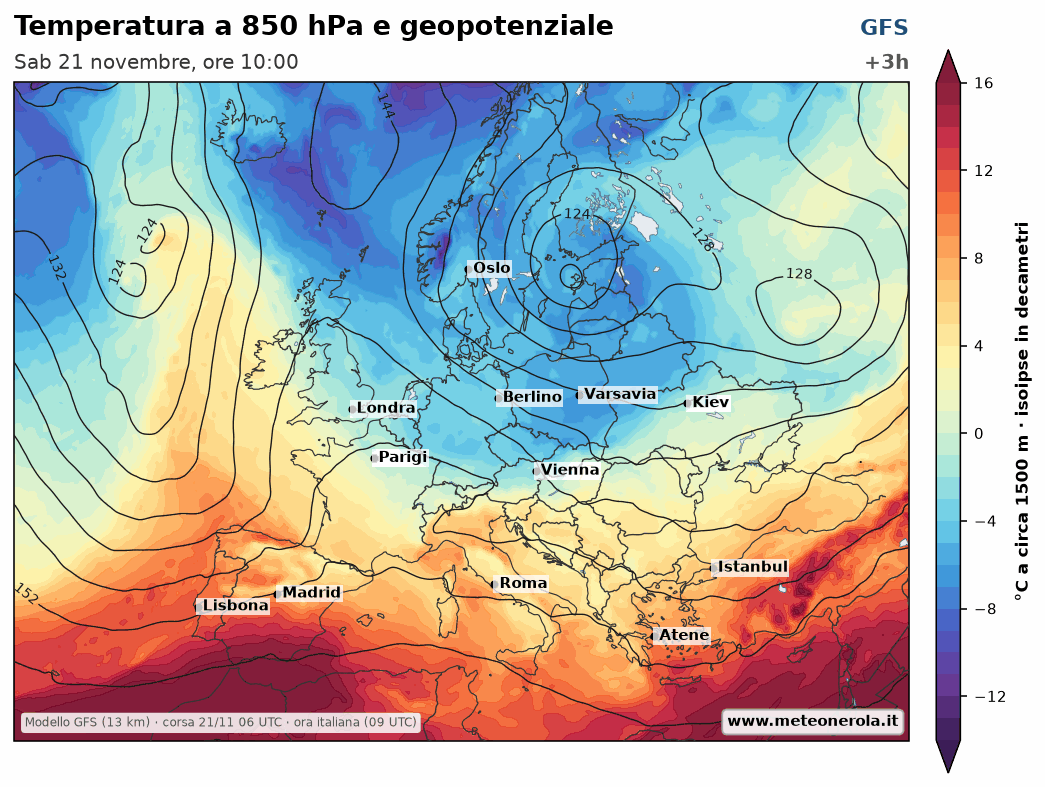 Temperatura a 850 hPa e geopotenziale
GFS
Sab 21 novembre, ore 10:00
+3h
144
124
124
132
124
128
128
152
Oslo
Londra
Berlino
Varsavia
Kiev
Parigi
Vienna
Istanbul
Roma
Madrid
Lisbona
Atene
16
12
8
4
0
−4
−8
−12
°C a circa 1500 m · isoipse in decametri
Modello GFS (13 km) · corsa 21/11 06 UTC · ora italiana (09 UTC)
www.meteonerola.it